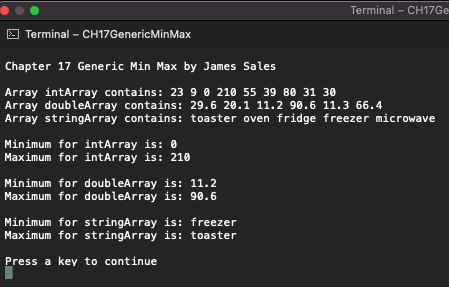 Terminal – CH17Ge
Terminal – CH17GenericMinMax
Chapter 17 Generic Min Max by James Sales
Array intArray contains: 23 9 0 210 55 39 80 31 30
Array doubleArray contains: 29.6 20.1 11.2 90.6 11.3 66.4
Array stringArray contains: toaster oven fridge freezer microwave
Minimum for intArray is: 0
Maximum for intArray is: 210
Minimum for doubleArray is: 11.2
Maximum for doubleArray is: 90.6
Minimum for stringArray is: freezer
Maximum for stringArray is: toaster
Press a key to continue